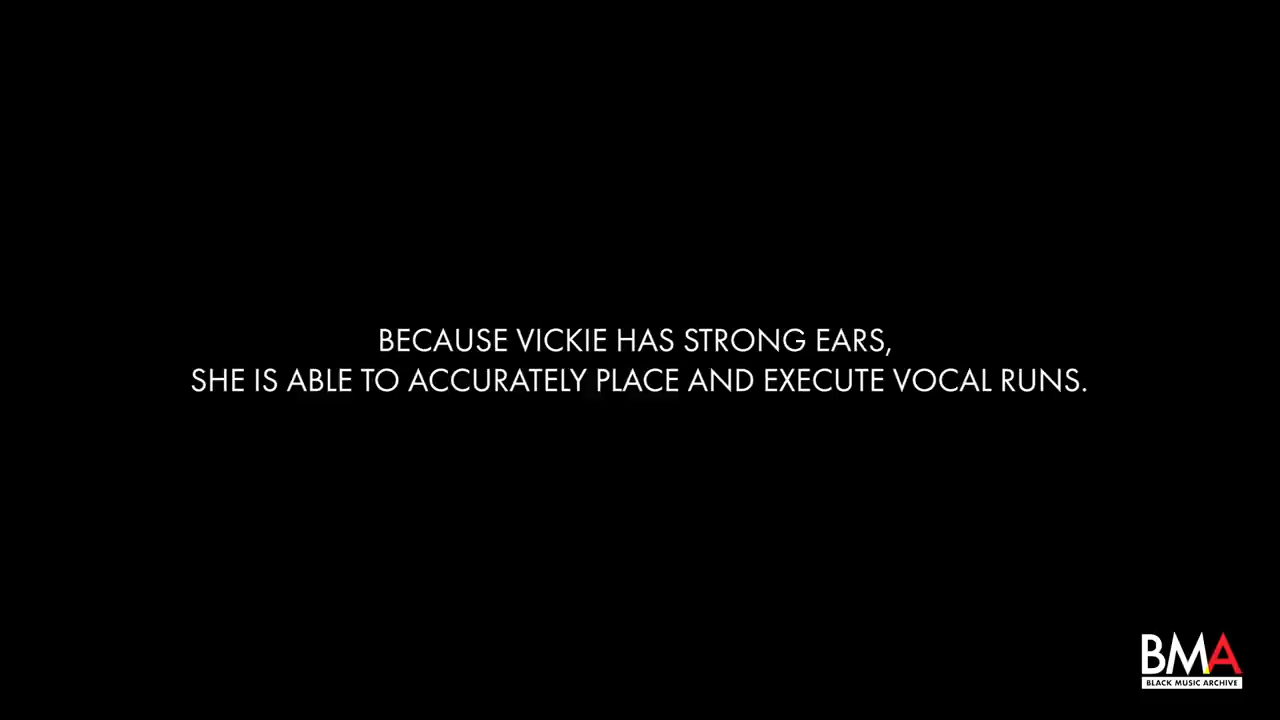 BECAUSE VICKIE HAS STRONG EARS,
SHE IS ABLE TO ACCURATELY PLACE AND EXECUTE VOCAL RUNS.
BMA
BLACK MUSIC ARCHIVE